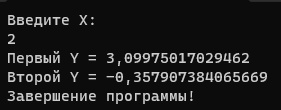 Введите X:
2
Первый Y = 3,09975017029462
Второй Y = -0,357907384065669
Завершение программы!